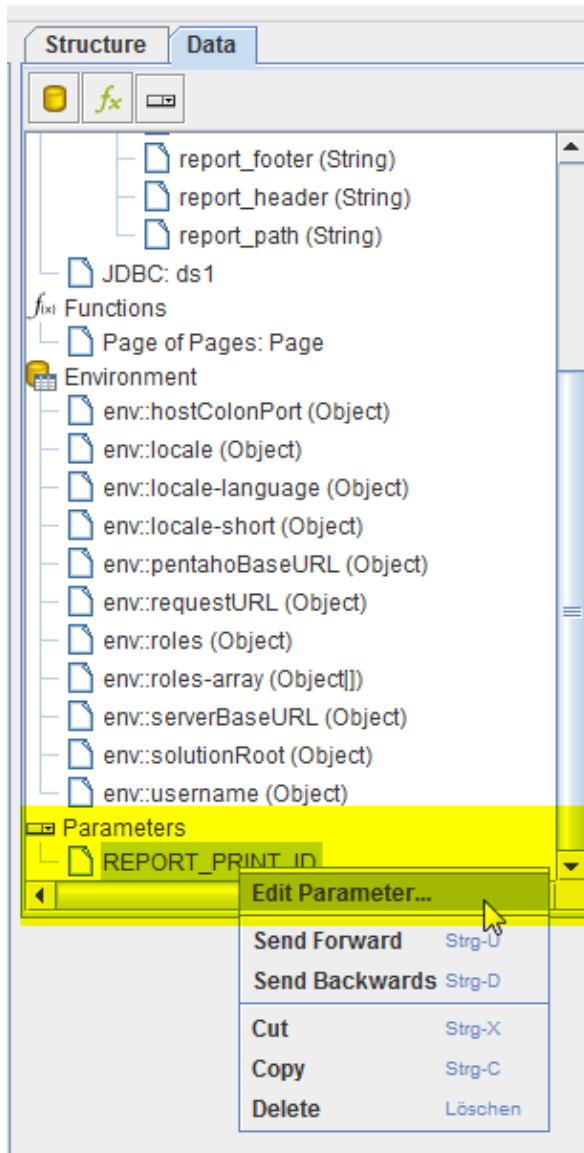 Structure Data
fx
report_footer (String)
report_header (String)
report_path (String)
JDBC: ds1
f(x) Functions
Page of Pages: Page
Environment
env::hostColonPort (Object)
env::locale (Object)
env::locale-language (Object)
env::locale-short (Object)
env::pentahoBaseURL (Object)
env::requestURL (Object)
env::roles (Object)
env::roles-array (Object[])
env::serverBaseURL (Object)
env::solutionRoot (Object)
env::username (Object)
Parameters
REPORT_PRINT_ID
Edit Parameter...
Send Forward Strg-U
Send Backwards Strg-D
Cut Strg-X
Copy Strg-C
Delete Löschen